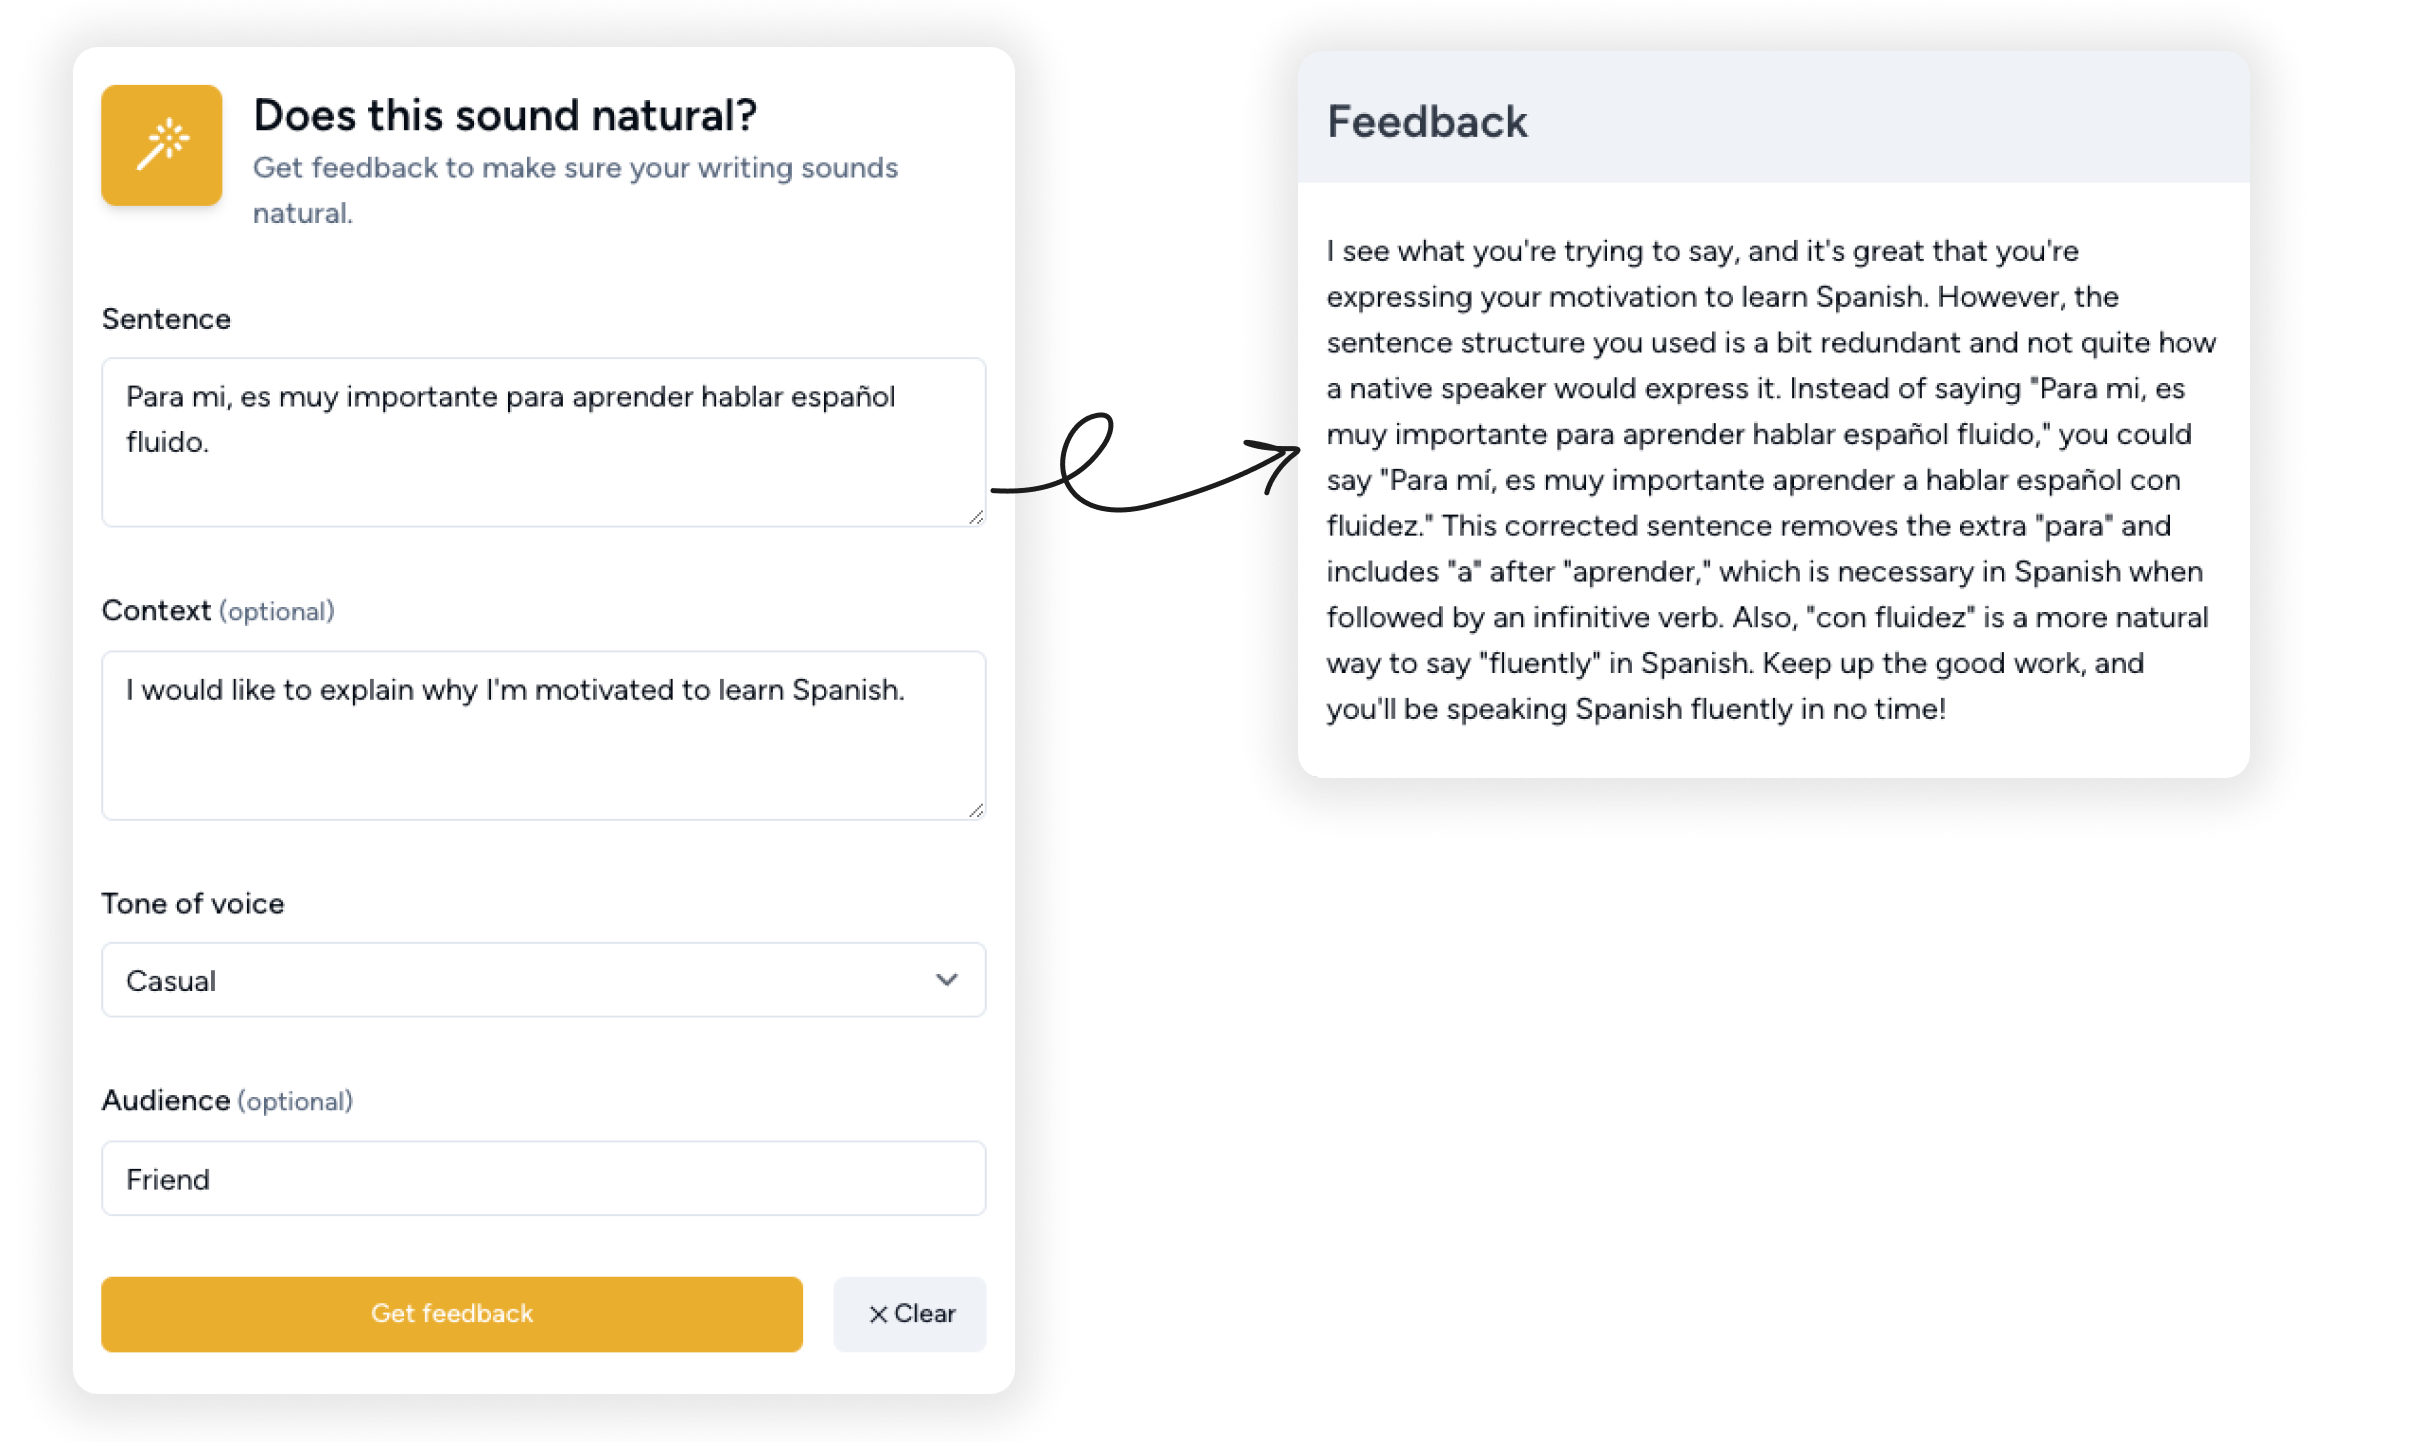 Does this sound natural?
Get feedback to make sure your writing sounds
natural.
Sentence
Para mi, es muy importante para aprender hablar español
fluido.
Context (optional)
I would like to explain why I'm motivated to learn Spanish.
Tone of voice
Casual
Audience (optional)
Friend
Get feedback
Clear
Feedback
I see what you're trying to say, and it's great that you're
expressing your motivation to learn Spanish. However, the
sentence structure you used is a bit redundant and not quite how
a native speaker would express it. Instead of saying "Para mi, es
muy importante para aprender hablar español fluido," you could
say "Para mí, es muy importante aprender a hablar español con
fluidez." This corrected sentence removes the extra "para" and
includes "a" after "aprender," which is necessary in Spanish when
followed by an infinitive verb. Also, "con fluidez" is a more natural
way to say "fluently" in Spanish. Keep up the good work, and
you'll be speaking Spanish fluently in no time!